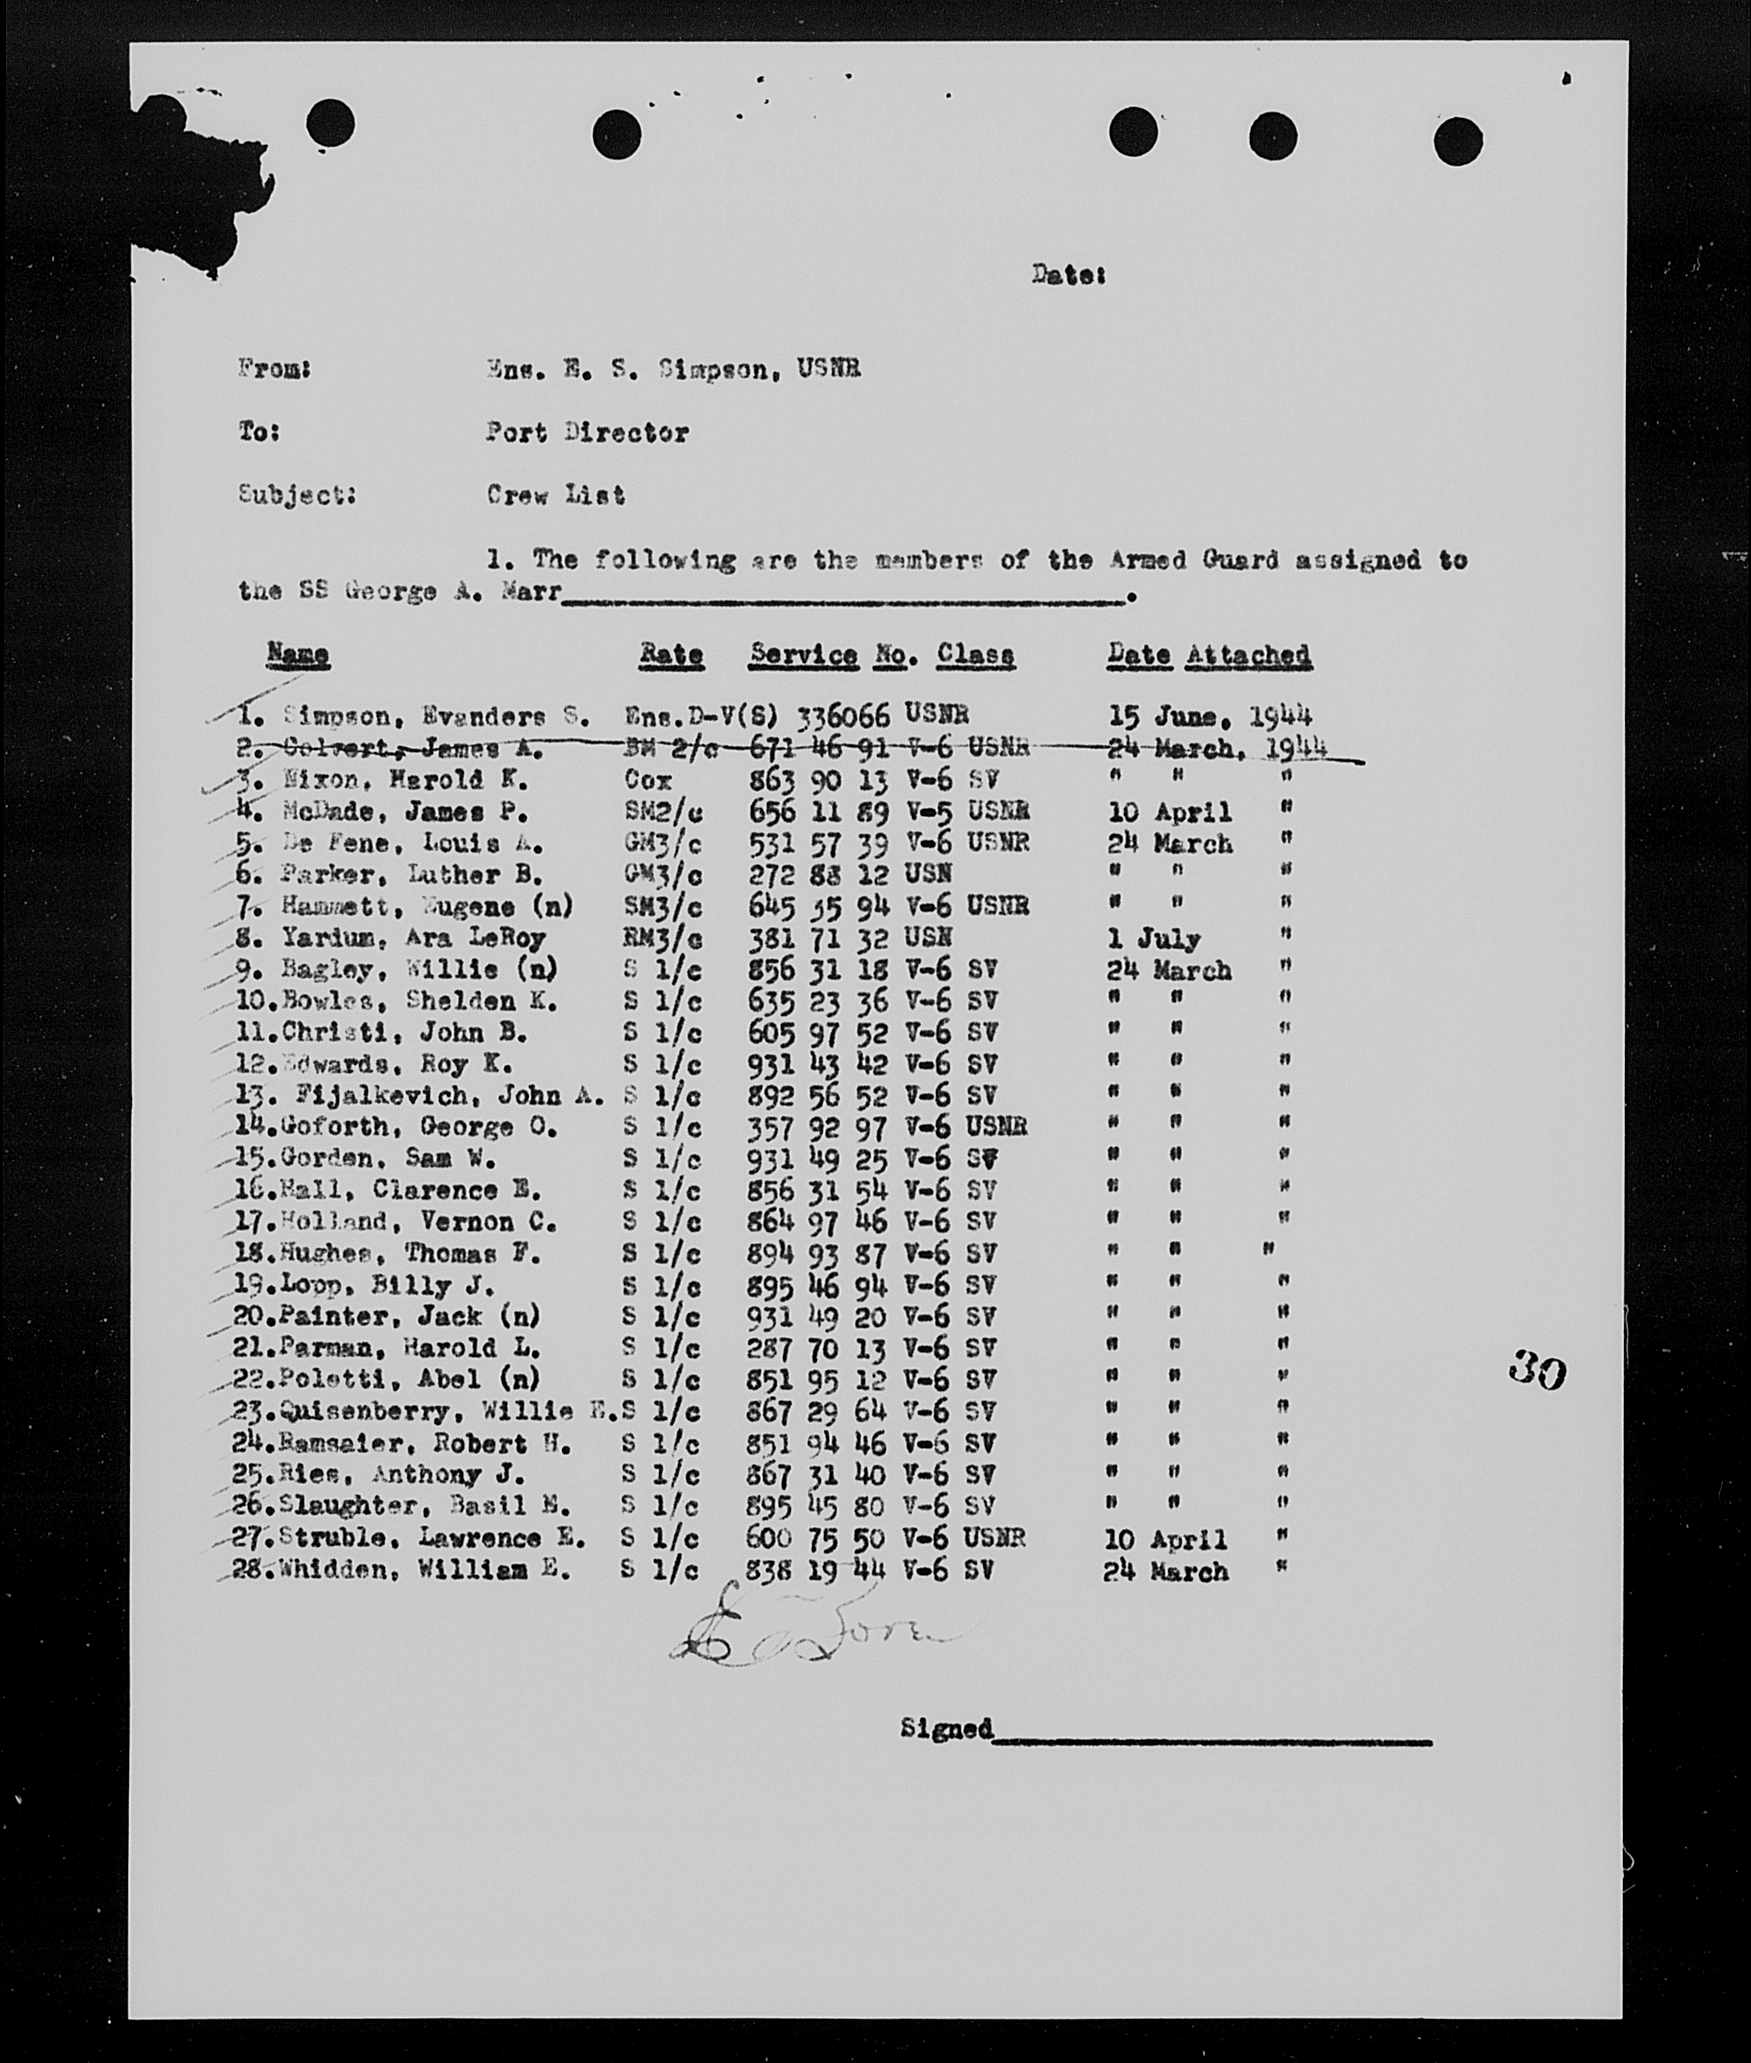 Date:
From: Ens. E. S. Simpson, USNR
To: Port Director
Subject: Crew List
1. The following are the members of the Armed Guard assigned to
the SS George A. Marr.
Name Rate Service No. Class Date Attached
1. Simpson, Evanders S. Ens.D-V(S) 336066 USNR 15 June, 1944
2. Colvert, James A. BM 2/c 671 46 91 V-6 USNR 24 March, 1944
3. Nixon, Harold K. Cox 863 90 13 V-6 SV " " "
4. McDade, James P. SM2/c 656 11 89 V-5 USNR 10 April "
5. De Fene, Louis A. GM3/c 531 57 39 V-6 USNR 24 March "
6. Parker, Luther B. GM3/c 272 88 12 USN " " "
7. Hammett, Eugene (n) SM3/c 645 35 94 V-6 USNR " " "
8. Yardum, Ara LeRoy RM3/c 381 71 32 USN 1 July "
9. Bagley, Willie (n) S 1/c 856 31 18 V-6 SV 24 March "
10.Bowles, Shelden K. S 1/c 635 23 36 V-6 SV " " "
11.Christi, John B. S 1/c 605 97 52 V-6 SV " " "
12.Edwards, Roy K. S 1/c 931 43 42 V-6 SV " " "
13. Fijalkevich, John A. S 1/c 892 56 52 V-6 SV " " "
14.Goforth, George O. S 1/c 357 92 97 V-6 USNR " " "
15.Gorden, Sam W. S 1/c 931 49 25 V-6 SV " " "
16.Hall, Clarence E. S 1/c 856 31 54 V-6 SV " " "
17.Holland, Vernon C. S 1/c 864 97 46 V-6 SV " " "
18.Hughes, Thomas F. S 1/c 894 93 87 V-6 SV " " "
19.Lopp, Billy J. S 1/c 895 46 94 V-6 SV " " "
20.Painter, Jack (n) S 1/c 931 49 20 V-6 SV " " "
21.Parman, Harold L. S 1/c 287 70 13 V-6 SV " " "
22.Poletti, Abel (n) S 1/c 851 95 12 V-6 SV " " "
23.Quisenberry, Willie E.S 1/c 867 29 64 V-6 SV " " "
24.Ramsaier, Robert H. S 1/c 851 94 46 V-6 SV " " "
25.Ries, Anthony J. S 1/c 867 31 40 V-6 SV " " "
26.Slaughter, Basil E. S 1/c 895 45 80 V-6 SV " " "
27.Struble, Lawrence E. S 1/c 600 75 50 V-6 USNR 10 April "
28.Whidden, William E. S 1/c 838 19 44 V-6 SV 24 March "
30
Signed